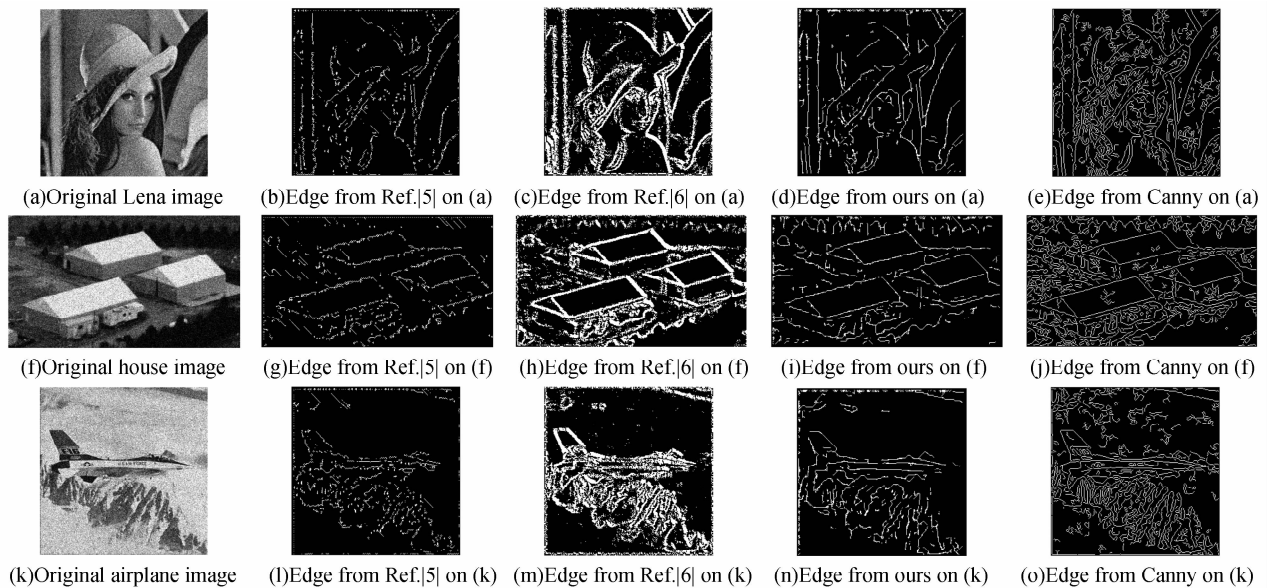 (a)Original Lena image (b)Edge from Ref.|5| on (a) (c)Edge from Ref.|6| on (a) (d)Edge from ours on (a) (e)Edge from Canny on (a)
(f)Original house image (g)Edge from Ref.|5| on (f) (h)Edge from Ref.|6| on (f) (i)Edge from ours on (f) (j)Edge from Canny on (f)
(k)Original airplane image (l)Edge from Ref.|5| on (k) (m)Edge from Ref.|6| on (k) (n)Edge from ours on (k) (o)Edge from Canny on (k)